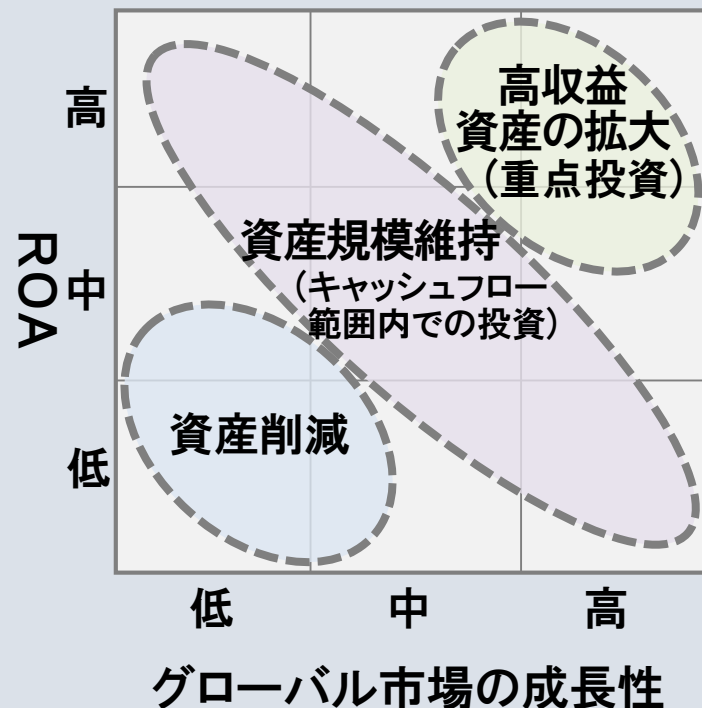 高
高収益
資産の拡大
（重点投資）
ROA
中
資産規模維持
（キャッシュフロー
範囲内での投資）
低
資産削減
低
中
高
グローバル市場の成長性